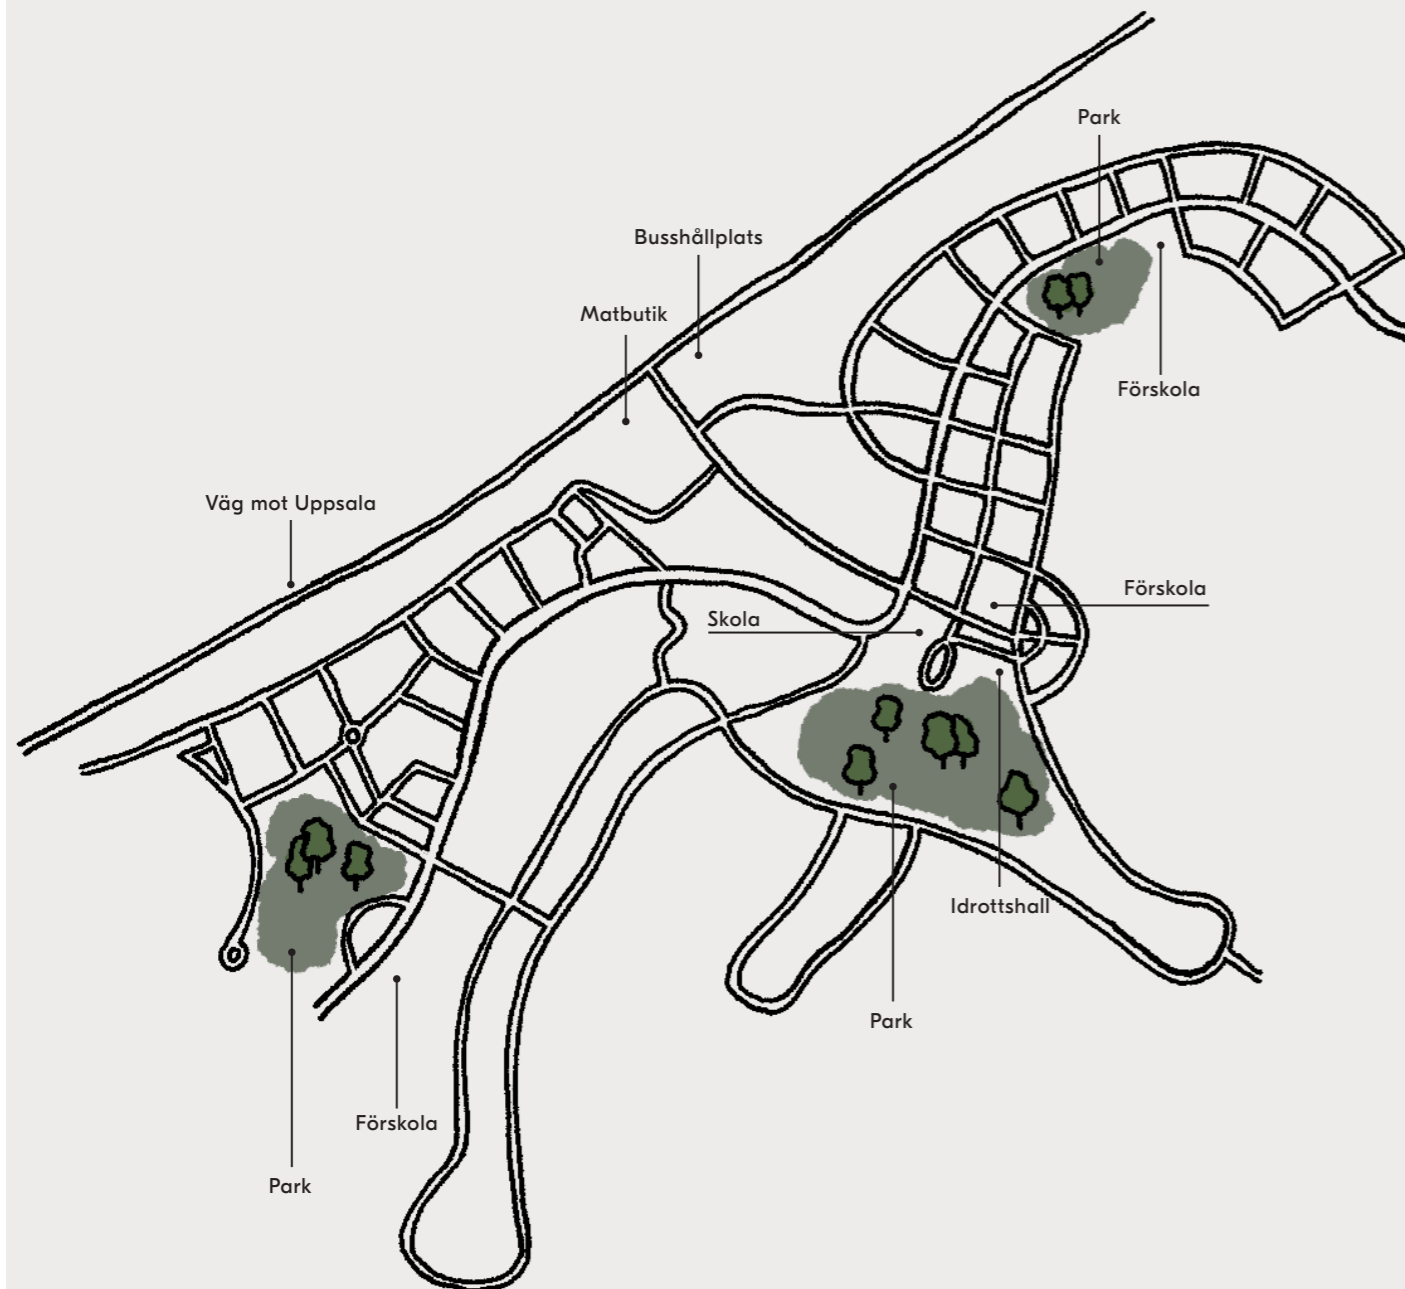 Park
Busshållplats
Matbutik
Förskola
Väg mot Uppsala
Förskola
Skola
Idrottshall
Park
Förskola
Park